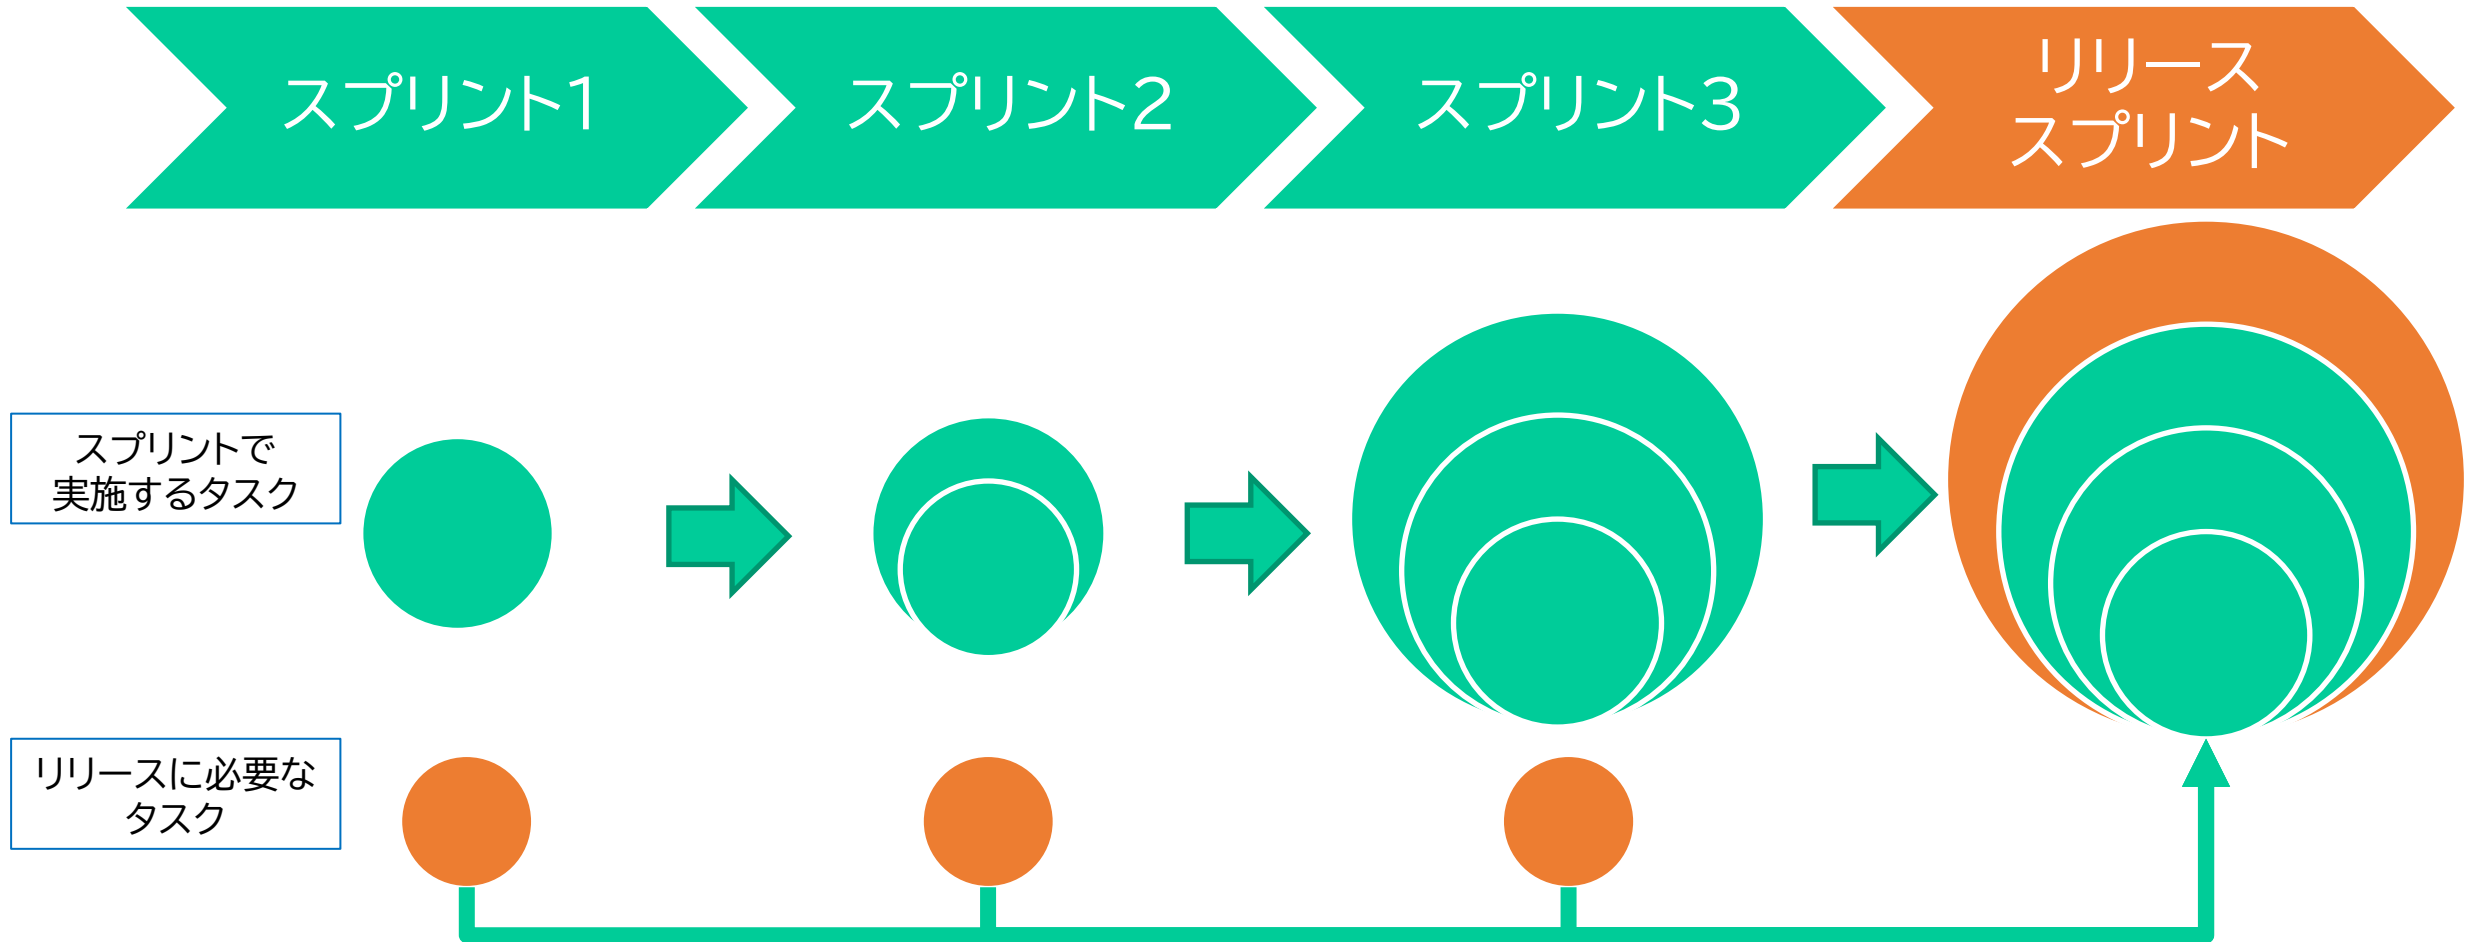 スプリント1
スプリント2
スプリント3
リリース
スプリント
スプリントで
実施するタスク
リリースに必要な
タスク